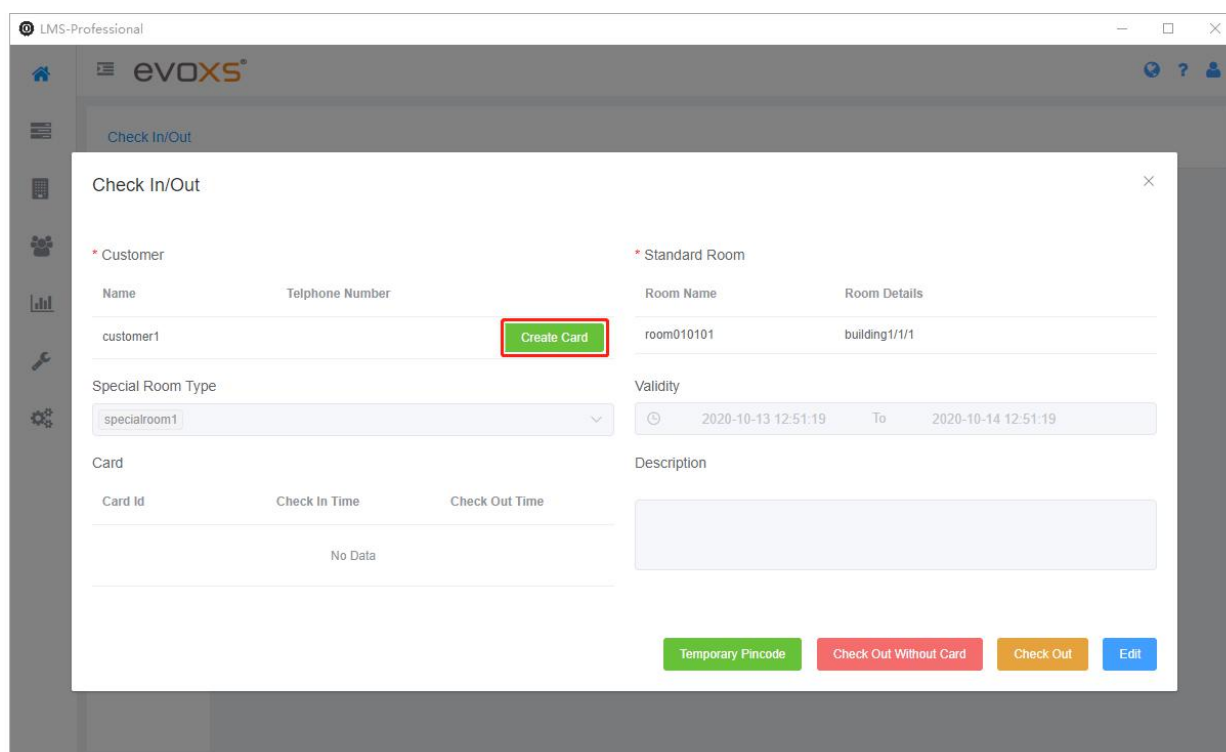 LMS-Professional
evoxs®
?
Check In/Out
Check In/Out
* Customer
Name Telphone Number
customer1 Create Card
Special Room Type
specialroom1
Card
Card Id Check In Time Check Out Time
No Data
* Standard Room
Room Name Room Details
room010101 building1/1/1
Validity
2020-10-13 12:51:19 To 2020-10-14 12:51:19
Description
Temporary Pincode Check Out Without Card Check Out Edit